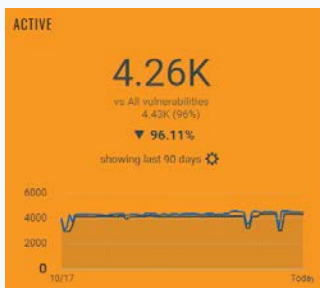 ACTIVE
4.26K
vs All vulnerabilities
4.43K (96%)
▼ 96.11%
showing last 90 days
6000
4000
2000
0
10/17 Today